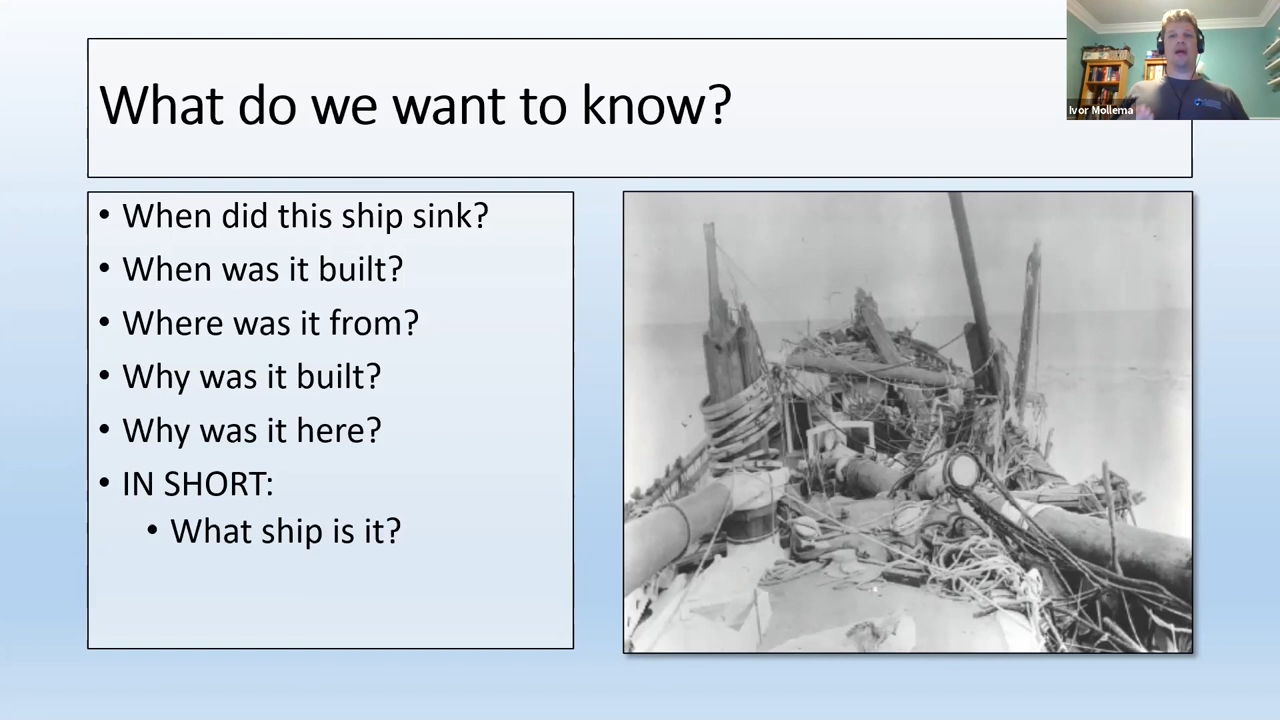 What do we want to know?
Ivor Mollema
• When did this ship sink?
• When was it built?
• Where was it from?
• Why was it built?
• Why was it here?
• IN SHORT:
• What ship is it?